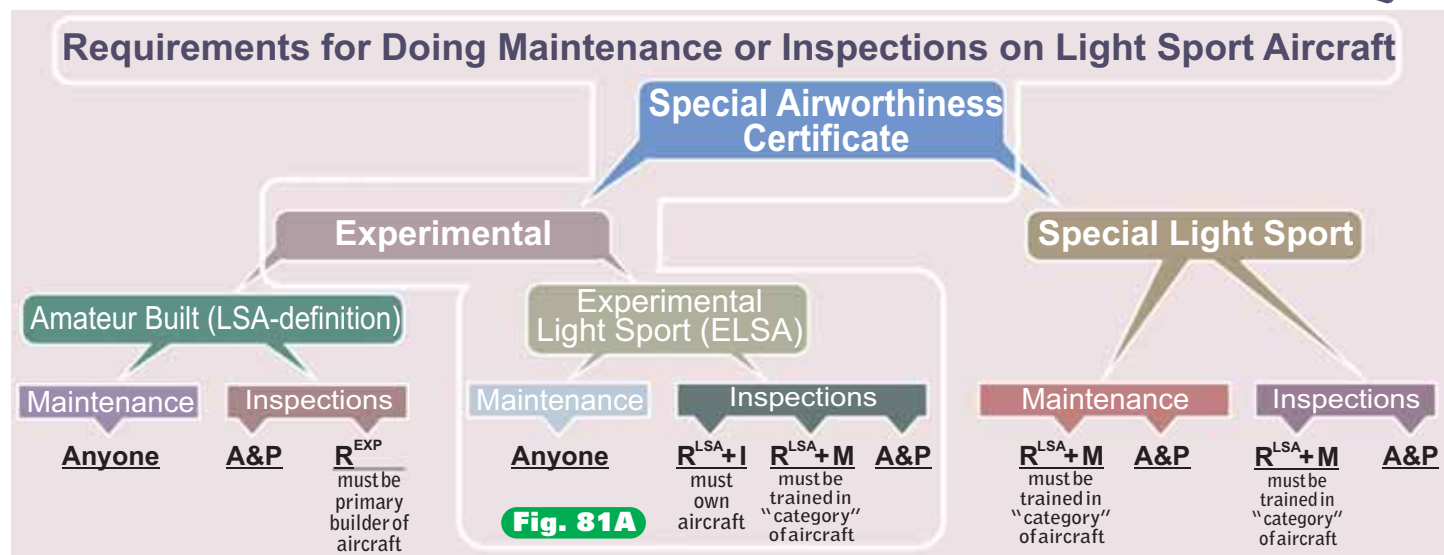 Requirements for Doing Maintenance or Inspections on Light Sport Aircraft
Special Airworthiness
Certificate
Experimental
Special Light Sport
Amateur Built (LSA-definition)
Experimental
Light Sport (ELSA)
Maintenance
Inspections
Maintenance
Inspections
Maintenance
Inspections
Anyone
A&P
R^EXP
must be
primary
builder of
aircraft
Anyone
R^LSA+I
must
own
aircraft
R^LSA+M
must be
trained in
"category"
of aircraft
A&P
R^LSA+M
must be
trained in
"category"
of aircraft
A&P
R^LSA+M
must be
trained in
"category"
of aircraft
A&P
Fig. 81A